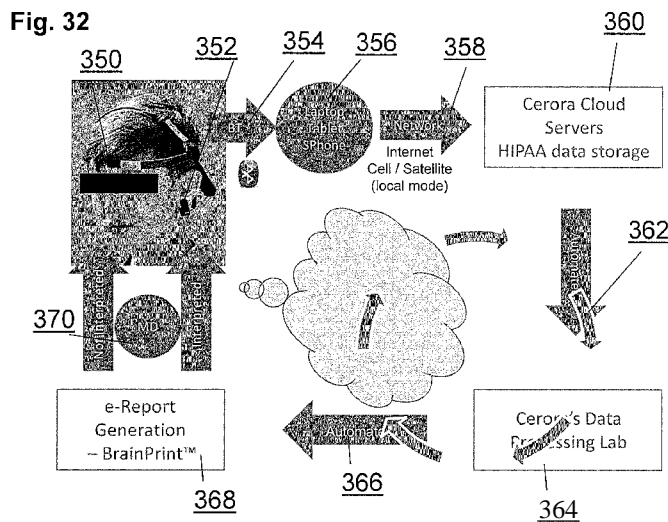 Fig. 32
350
352
354
356
358
360
BT
Laptop
Tablet
SPhone
Network
Internet
Cell / Satellite
(local mode)
Cerora Cloud
Servers
HIPAA data storage
362
370
MD
e-Report
Generation
– BrainPrint™
368
366
Cerora's Data
Processing Lab
364